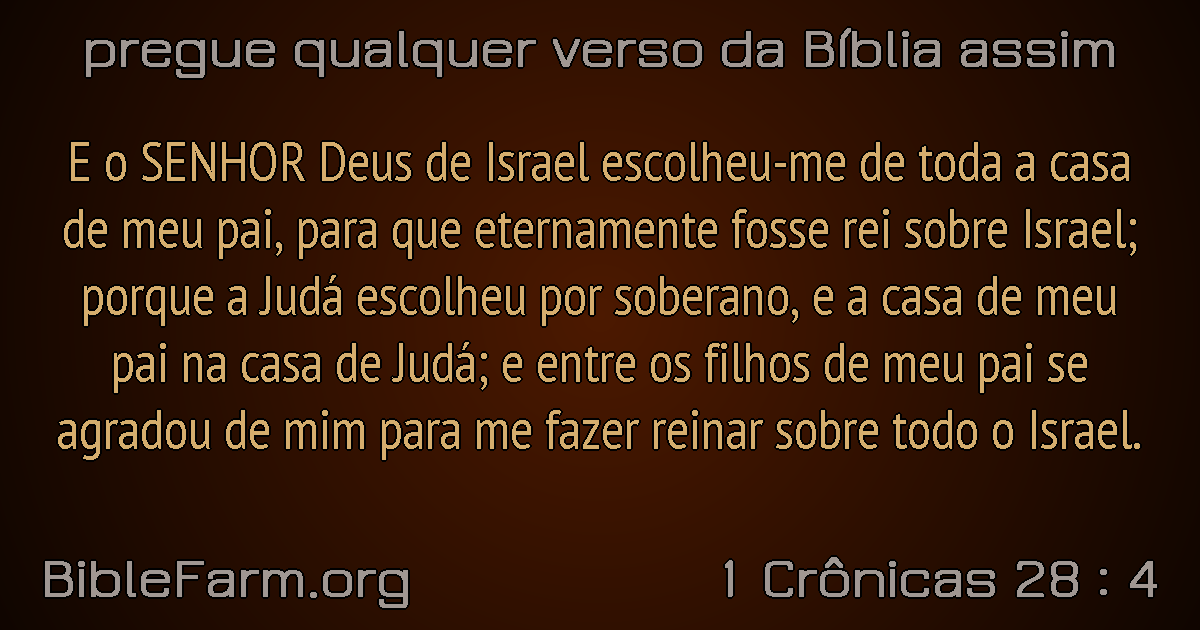 pregue qualquer verso da Bíblia assim
E o SENHOR Deus de Israel escolheu-me de toda a casa
de meu pai, para que eternamente fosse rei sobre Israel;
porque a Judá escolheu por soberano, e a casa de meu
pai na casa de Judá; e entre os filhos de meu pai se
agradou de mim para me fazer reinar sobre todo o Israel.
BibleFarm.org
1 Crônicas 28 : 4